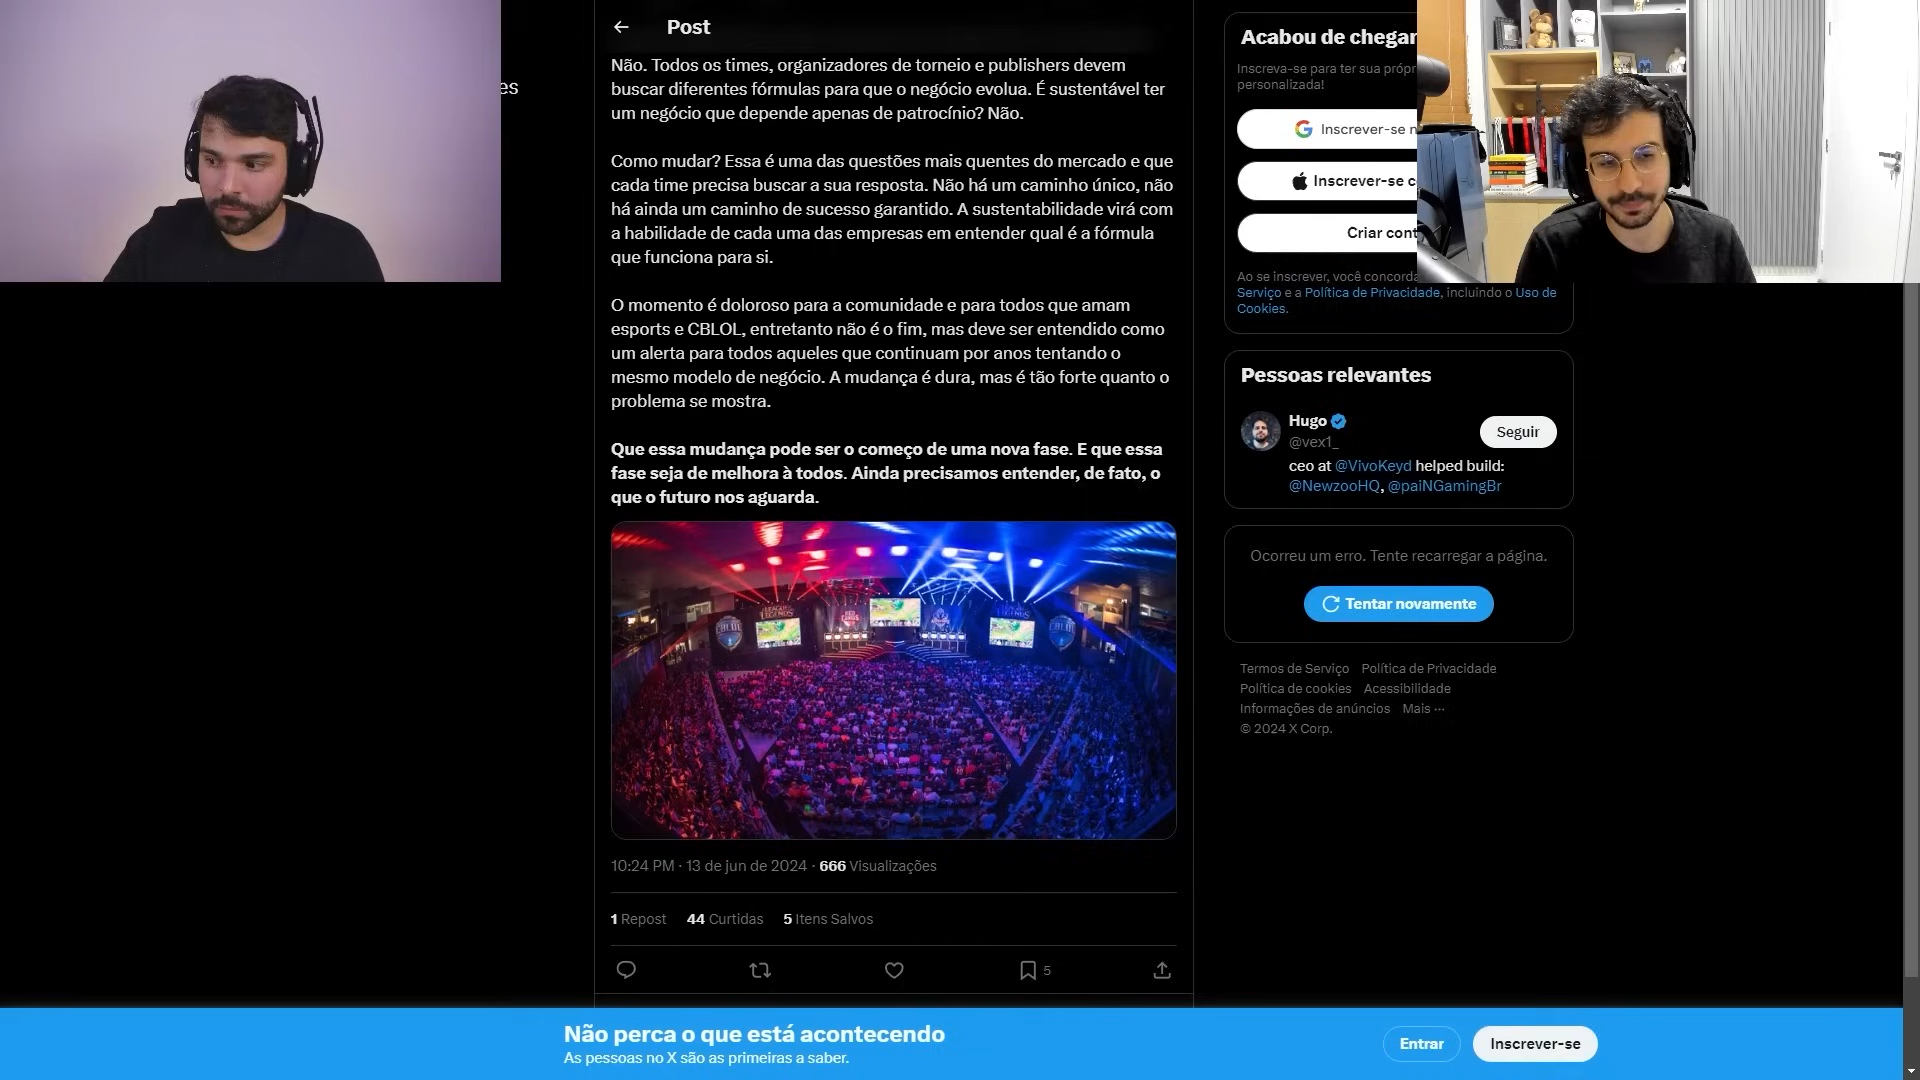 Post
es
Não. Todos os times, organizadores de torneio e publishers devem
buscar diferentes fórmulas para que o negócio evolua. É sustentável ter
um negócio que depende apenas de patrocínio? Não.
Como mudar? Essa é uma das questões mais quentes do mercado e que
cada time precisa buscar a sua resposta. Não há um caminho único, não
há ainda um caminho de sucesso garantido. A sustentabilidade virá com
a habilidade de cada uma das empresas em entender qual é a fórmula
que funciona para si.
O momento é doloroso para a comunidade e para todos que amam
esports e CBLOL, entretanto não é o fim, mas deve ser entendido como
um alerta para todos aqueles que continuam por anos tentando o
mesmo modelo de negócio. A mudança é dura, mas é tão forte quanto o
problema se mostra.
Que essa mudança pode ser o começo de uma nova fase. E que essa
fase seja de melhora à todos. Ainda precisamos entender, de fato, o
que o futuro nos aguarda.
10:24 PM · 13 de jun de 2024 · 666 Visualizações
1 Repost 44 Curtidas 5 Itens Salvos
5
Acabou de chegar
Inscreva-se para ter sua própr
personalizada!
Inscrever-se n
Inscrever-se c
Criar cont
Ao se inscrever, você concorda
Serviço e a Política de Privacidade, incluindo o Uso de
Cookies.
Pessoas relevantes
Hugo
@vex1_
Seguir
ceo at @VivoKeyd helped build:
@NewzooHQ, @paiNGamingBr
Ocorreu um erro. Tente recarregar a página.
Tentar novamente
Termos de Serviço Política de Privacidade
Política de cookies Acessibilidade
Informações de anúncios Mais ···
© 2024 X Corp.
Não perca o que está acontecendo
As pessoas no X são as primeiras a saber.
Entrar
Inscrever-se